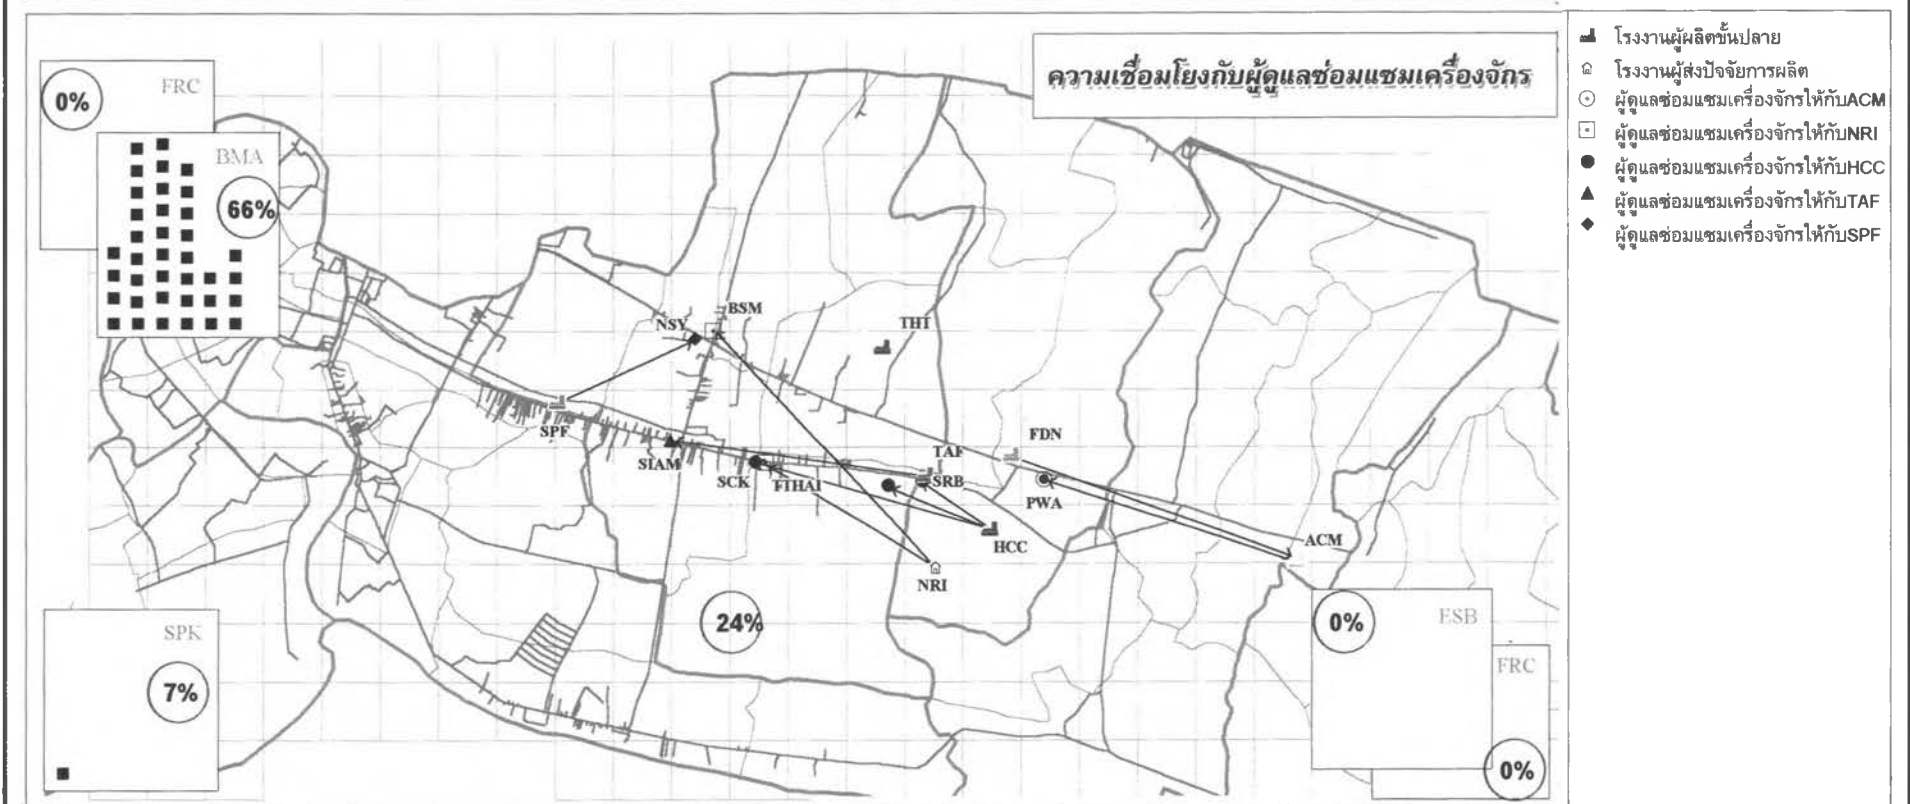 ความเชื่อมโยงกับผู้ดูแลซ่อมแซมเครื่องจักร
โรงงานผู้ผลิตขั้นปลาย
โรงงานผู้ส่งปัจจัยการผลิต
ผู้ดูแลซ่อมแซมเครื่องจักรให้กับACM
ผู้ดูแลซ่อมแซมเครื่องจักรให้กับNRI
ผู้ดูแลซ่อมแซมเครื่องจักรให้กับHCC
ผู้ดูแลซ่อมแซมเครื่องจักรให้กับTAF
ผู้ดูแลซ่อมแซมเครื่องจักรให้กับSPF
FRC
0%
BMA
66%
BSM
NSY
THT
SPF
SIAM
SCK
FTHAI
TAF
SRB
FDN
PWA
HCC
ACM
NRI
SPK
7%
24%
0%
ESB
FRC
0%